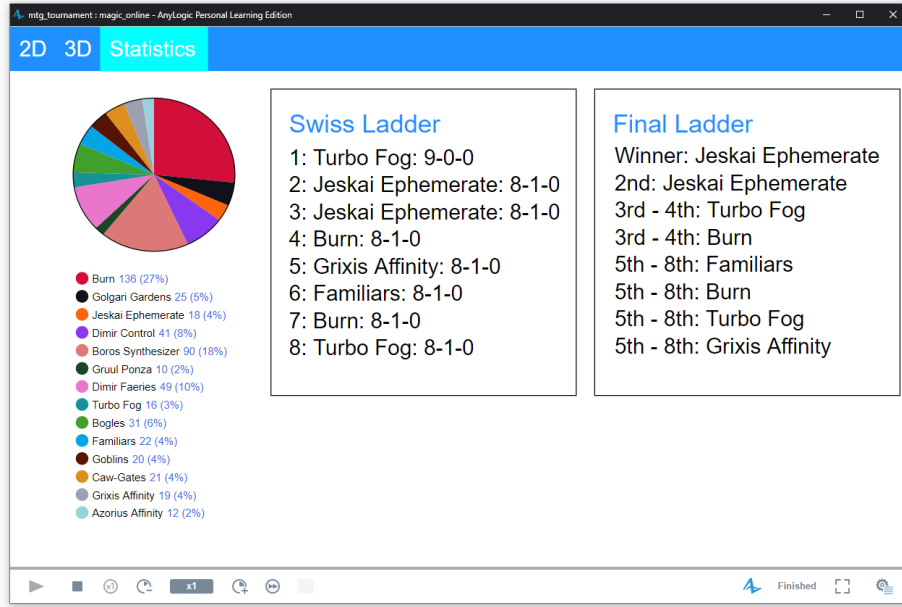 mtg_tournament : magic_online - AnyLogic Personal Learning Edition
2D 3D Statistics
Burn 136 (27%)
Golgari Gardens 25 (5%)
Jeskai Ephemerate 18 (4%)
Dimir Control 41 (8%)
Boros Synthesizer 90 (18%)
Gruul Ponza 10 (2%)
Dimir Faeries 49 (10%)
Turbo Fog 16 (3%)
Bogles 31 (6%)
Familiars 22 (4%)
Goblins 20 (4%)
Caw-Gates 21 (4%)
Grixis Affinity 19 (4%)
Azorius Affinity 12 (2%)
Swiss Ladder
1: Turbo Fog: 9-0-0
2: Jeskai Ephemerate: 8-1-0
3: Jeskai Ephemerate: 8-1-0
4: Burn: 8-1-0
5: Grixis Affinity: 8-1-0
6: Familiars: 8-1-0
7: Burn: 8-1-0
8: Turbo Fog: 8-1-0
Final Ladder
Winner: Jeskai Ephemerate
2nd: Jeskai Ephemerate
3rd - 4th: Turbo Fog
3rd - 4th: Burn
5th - 8th: Familiars
5th - 8th: Burn
5th - 8th: Turbo Fog
5th - 8th: Grixis Affinity
x1 x1 Finished